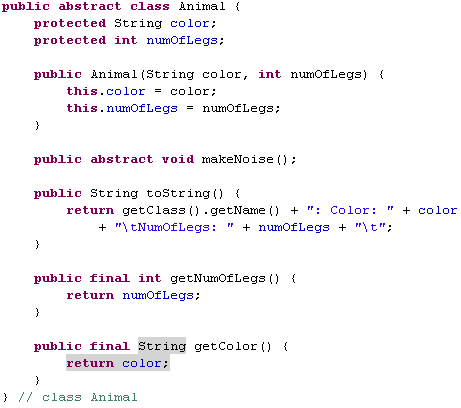 public abstract class Animal {
    protected String color;
    protected int numOfLegs;

    public Animal(String color, int numOfLegs) {
        this.color = color;
        this.numOfLegs = numOfLegs;
    }

    public abstract void makeNoise();

    public String toString() {
        return getClass().getName() + ": Color: " + color
            + "\tNumOfLegs: " + numOfLegs + "\t";
    }

    public final int getNumOfLegs() {
        return numOfLegs;
    }

    public final String getColor() {
        return color;
    }
} // class Animal